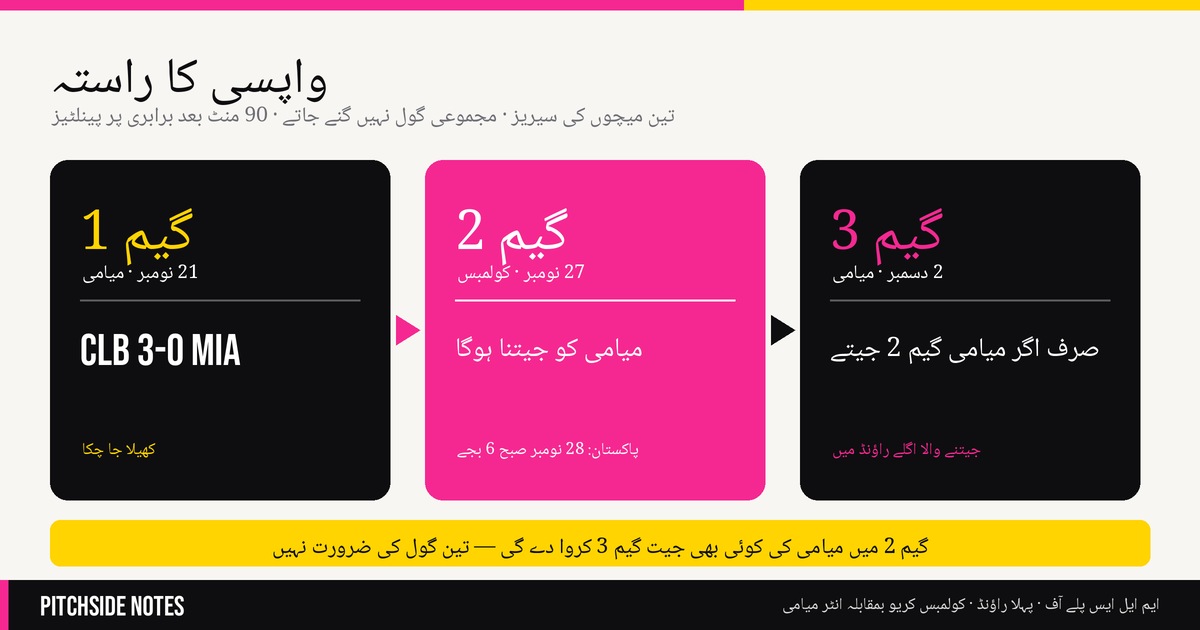 واپسی کا راستہ
تین میچوں کی سیریز · مجموعی گول نہیں گنے جاتے · 90 منٹ بعد برابری پر پینلٹیز
گیم 1
21 نومبر · میامی
CLB 3-0 MIA
کھیلا جا چکا
گیم 2
27 نومبر · کولمبس
میامی کو جیتنا ہوگا
پاکستان: 28 نومبر صبح 6 بجے
گیم 3
2 دسمبر · میامی
صرف اگر میامی گیم 2 جیتے
جیتنے والا اگلے راؤنڈ میں
گیم 2 میں میامی کی کوئی بھی جیت گیم 3 کروا دے گی — تین گول کی ضرورت نہیں
PITCHSIDE NOTES
ایم ایل ایس پلے آف · پہلا راؤنڈ · کولمبس کریو بمقابلہ انٹر میامی